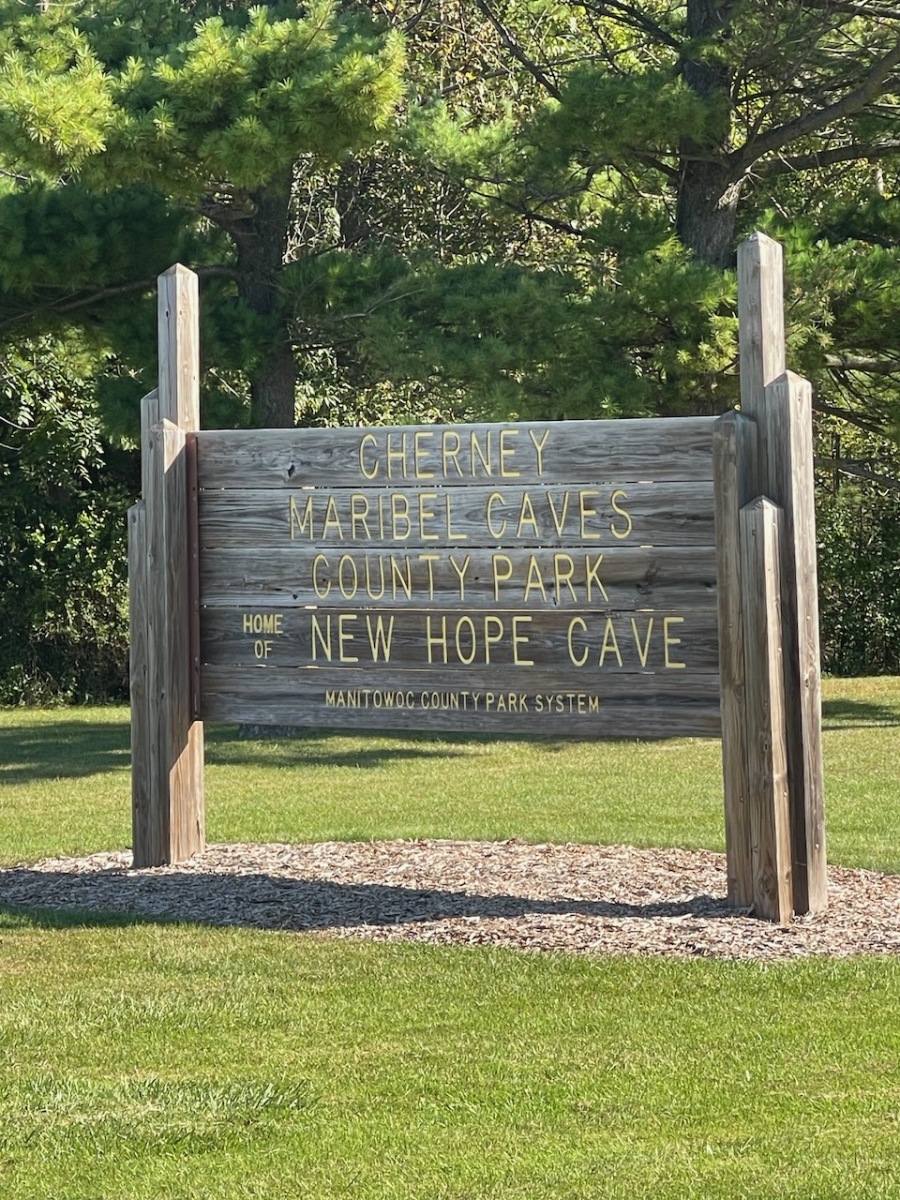 CHERNEY
MARIBEL CAVES
COUNTY PARK
HOME OF NEW HOPE CAVE
MANITOWOC COUNTY PARK SYSTEM